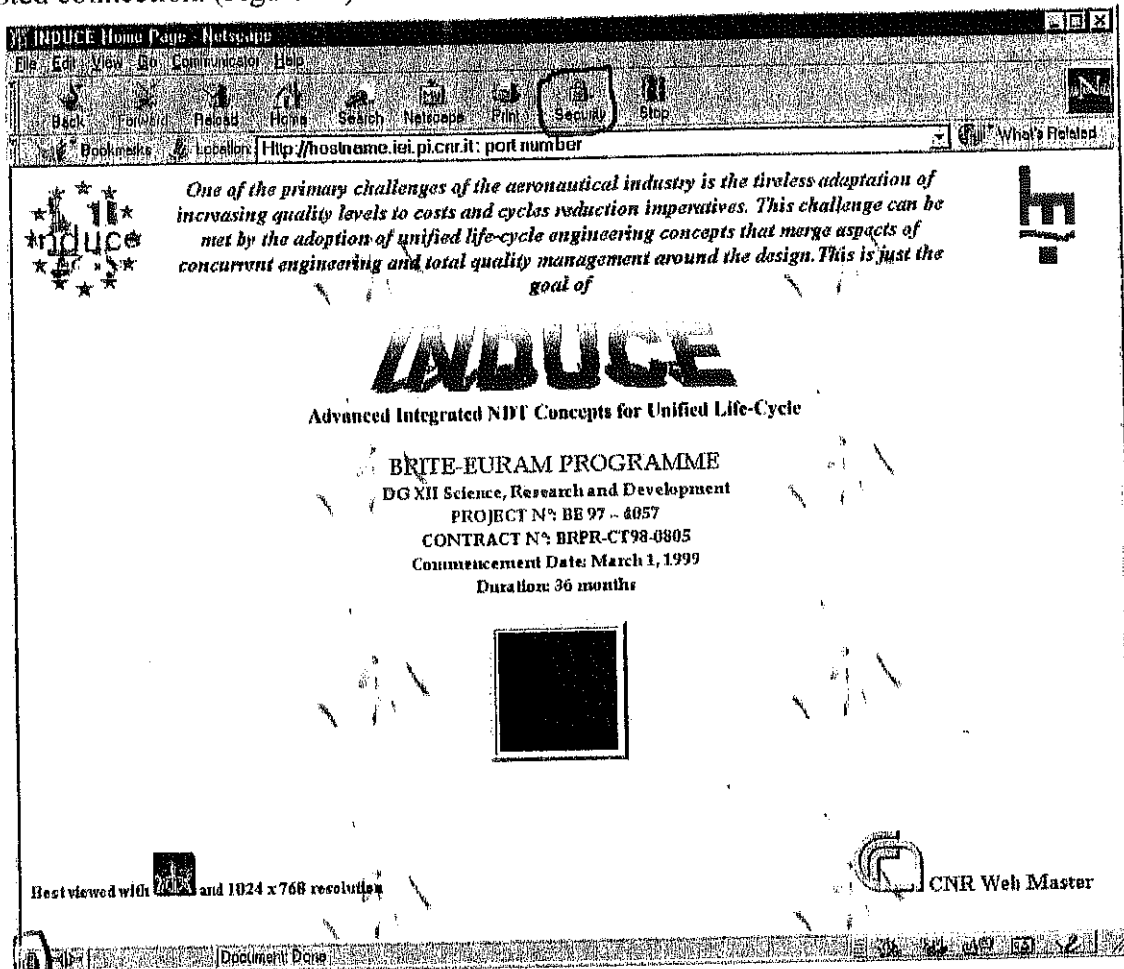 connection. (
INDUCE Home Page - Netscape
File Edit View Go Communicator Help
Back Forward Reload Home Search Netscape Print Security Stop
Bookmarks Location: Http://hostname.iei.pi.cnr.it: port number What's Related
One of the primary challenges of the aeronautical industry is the tireless adaptation of
increasing quality levels to costs and cycles reduction imperatives. This challenge can be
met by the adoption of unified life-cycle engineering concepts that merge aspects of
concurrent engineering and total quality management around the design. This is just the
goal of
induce
INDUCE
Advanced Integrated NDT Concepts for Unified Life-Cycle
BRITE-EURAM PROGRAMME
DG XII Science, Research and Development
PROJECT Nº: BE 97 - 4057
CONTRACT Nº: BRPR-CT98-0805
Commencement Date: March 1, 1999
Duration: 36 months
Best viewed with and 1024 x 768 resolution
CNR Web Master
Document: Done